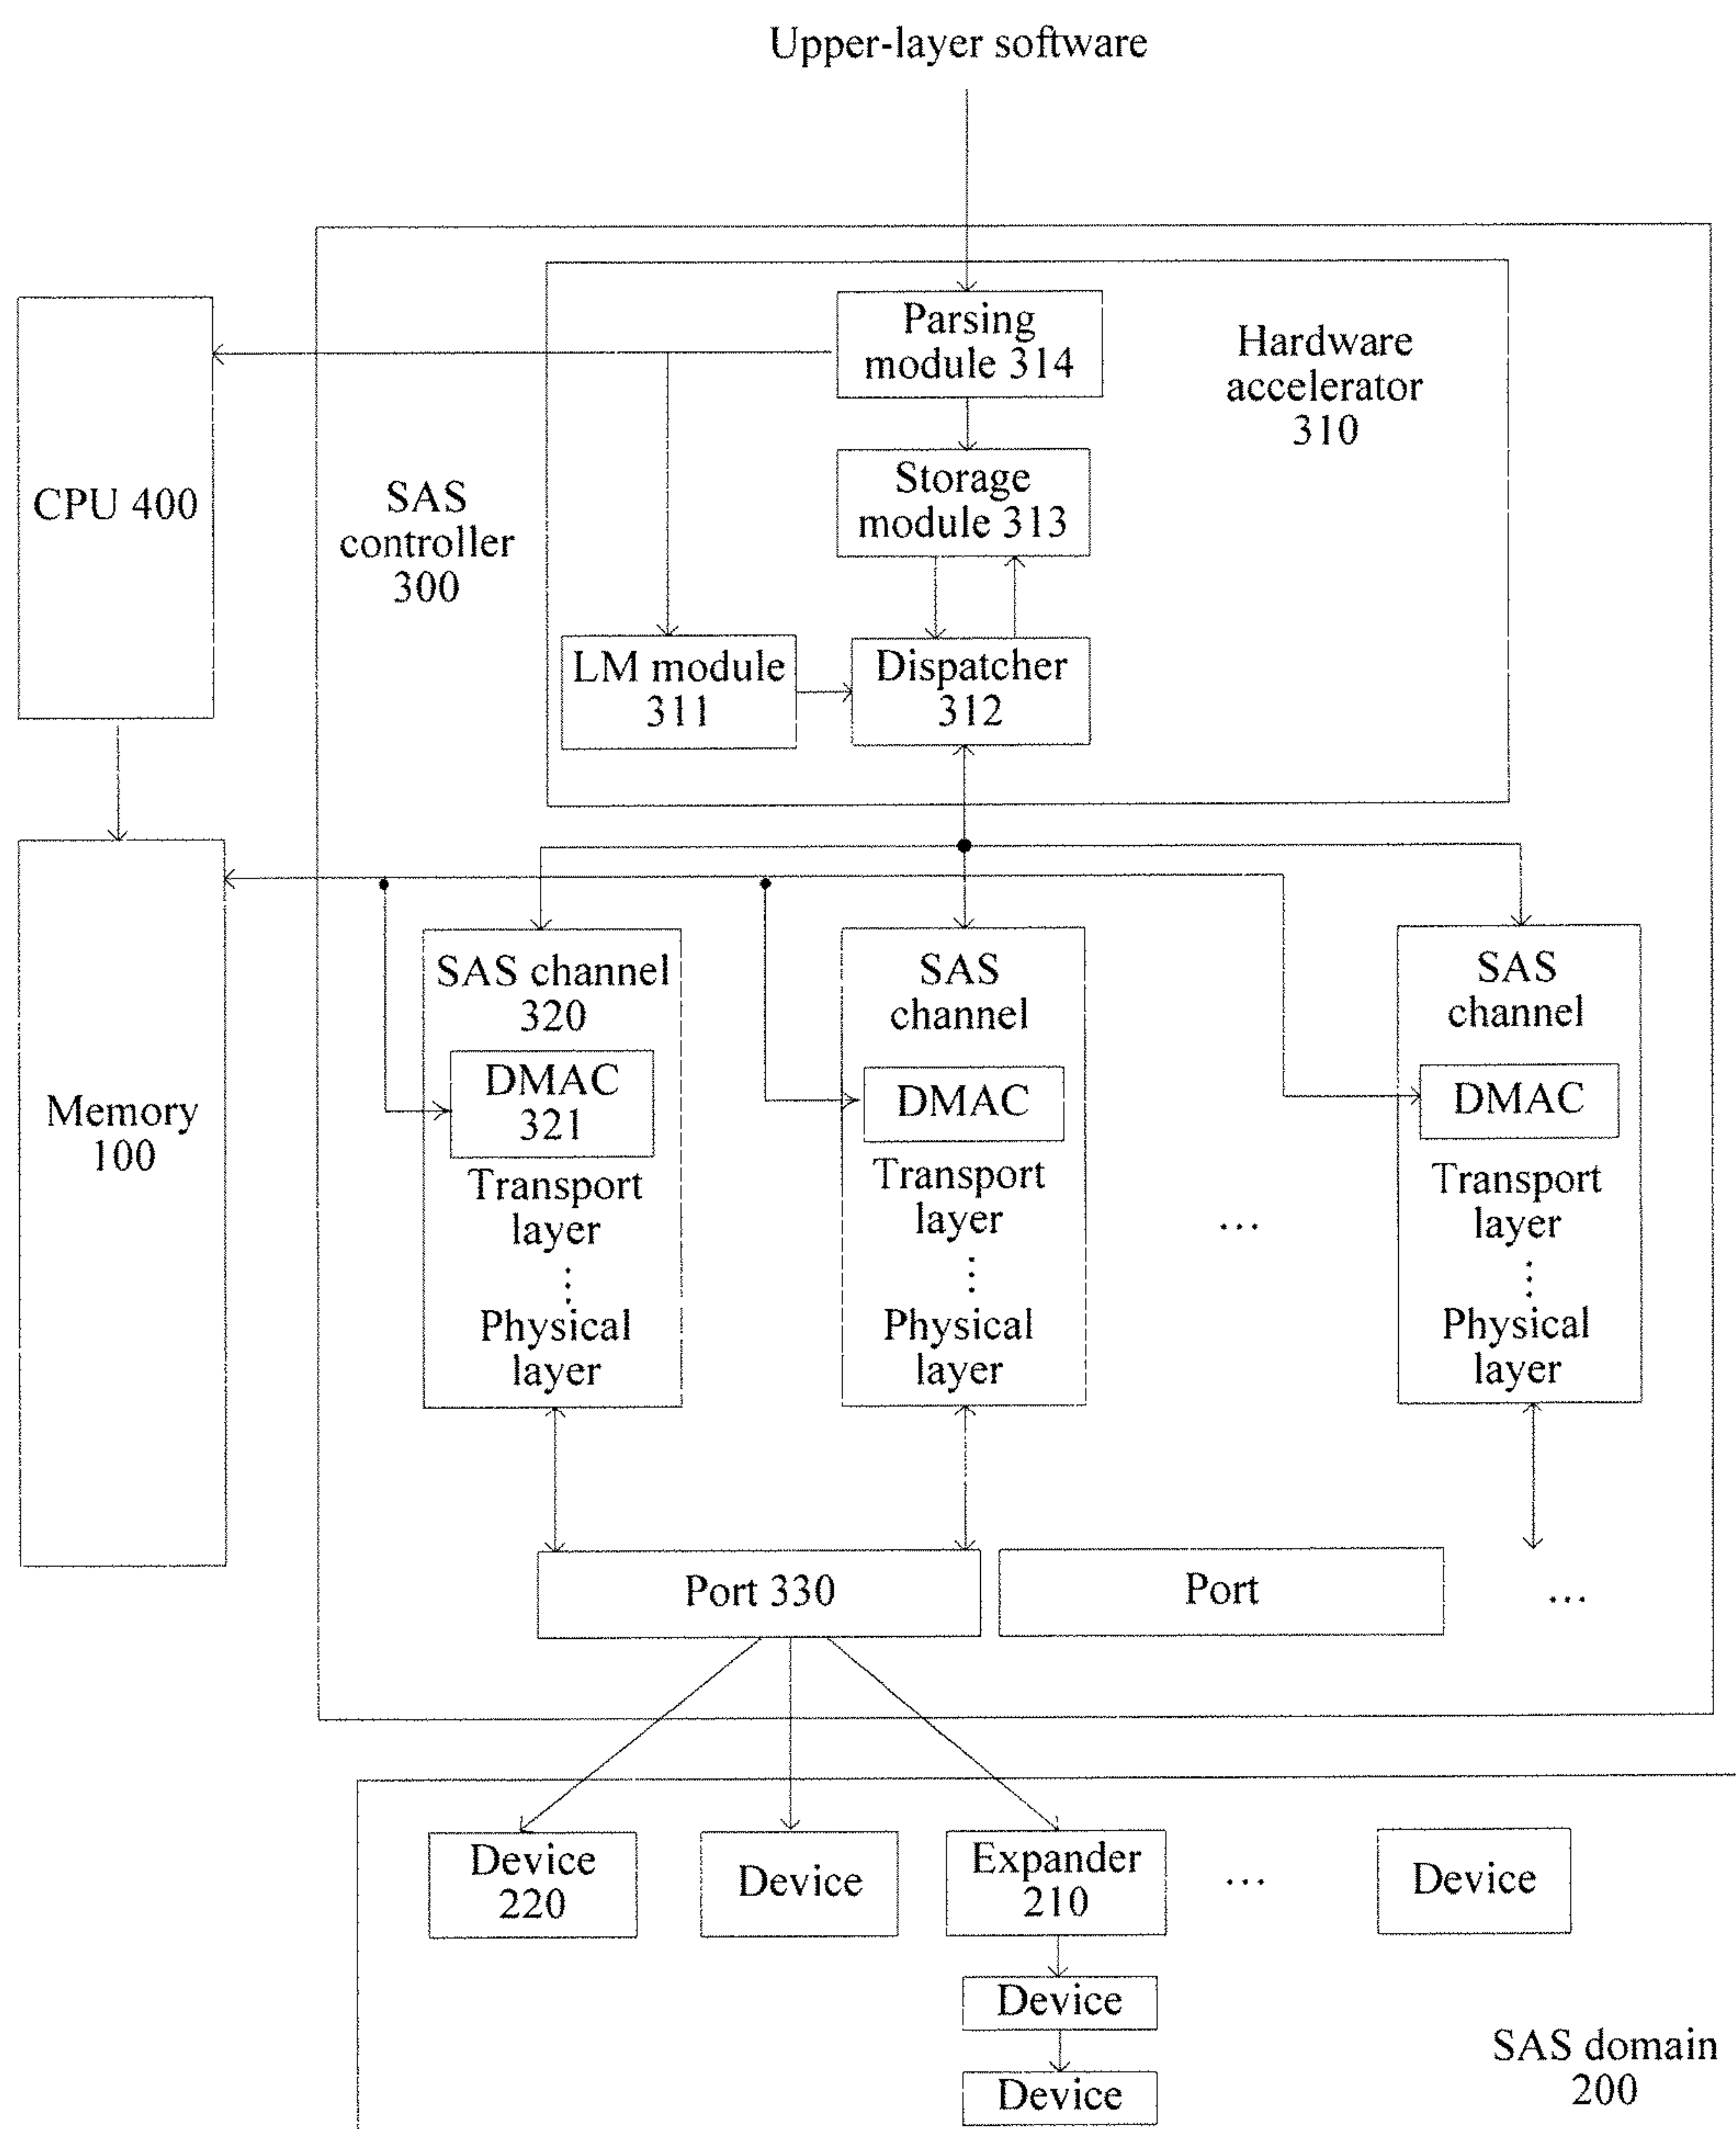 Upper-layer software
Parsing
module 314
Hardware
accelerator
310
CPU 400
SAS
controller
300
Storage
module 313
LM module
311
Dispatcher
312
Memory
100
SAS channel
320
DMAC
321
Transport
layer
⋮
Physical
layer
SAS
channel
DMAC
Transport
layer
⋮
Physical
layer
...
SAS
channel
DMAC
Transport
layer
⋮
Physical
layer
Port 330
Port
...
Device
220
Device
Expander
210
...
Device
Device
Device
SAS domain
200